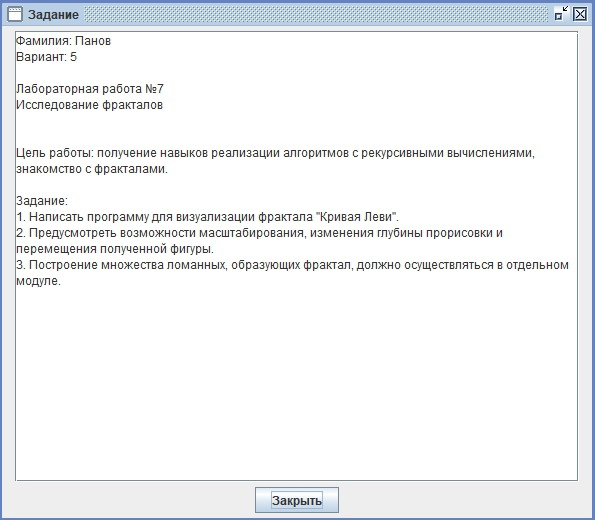 Задание
Фамилия: Панов
Вариант: 5
Лабораторная работа №7
Исследование фракталов
Цель работы: получение навыков реализации алгоритмов с рекурсивными вычислениями,
знакомство с фракталами.
Задание:
1. Написать программу для визуализации фрактала "Кривая Леви".
2. Предусмотреть возможности масштабирования, изменения глубины прорисовки и
перемещения полученной фигуры.
3. Построение множества ломанных, образующих фрактал, должно осуществляться в отдельном
модуле.
Закрыть